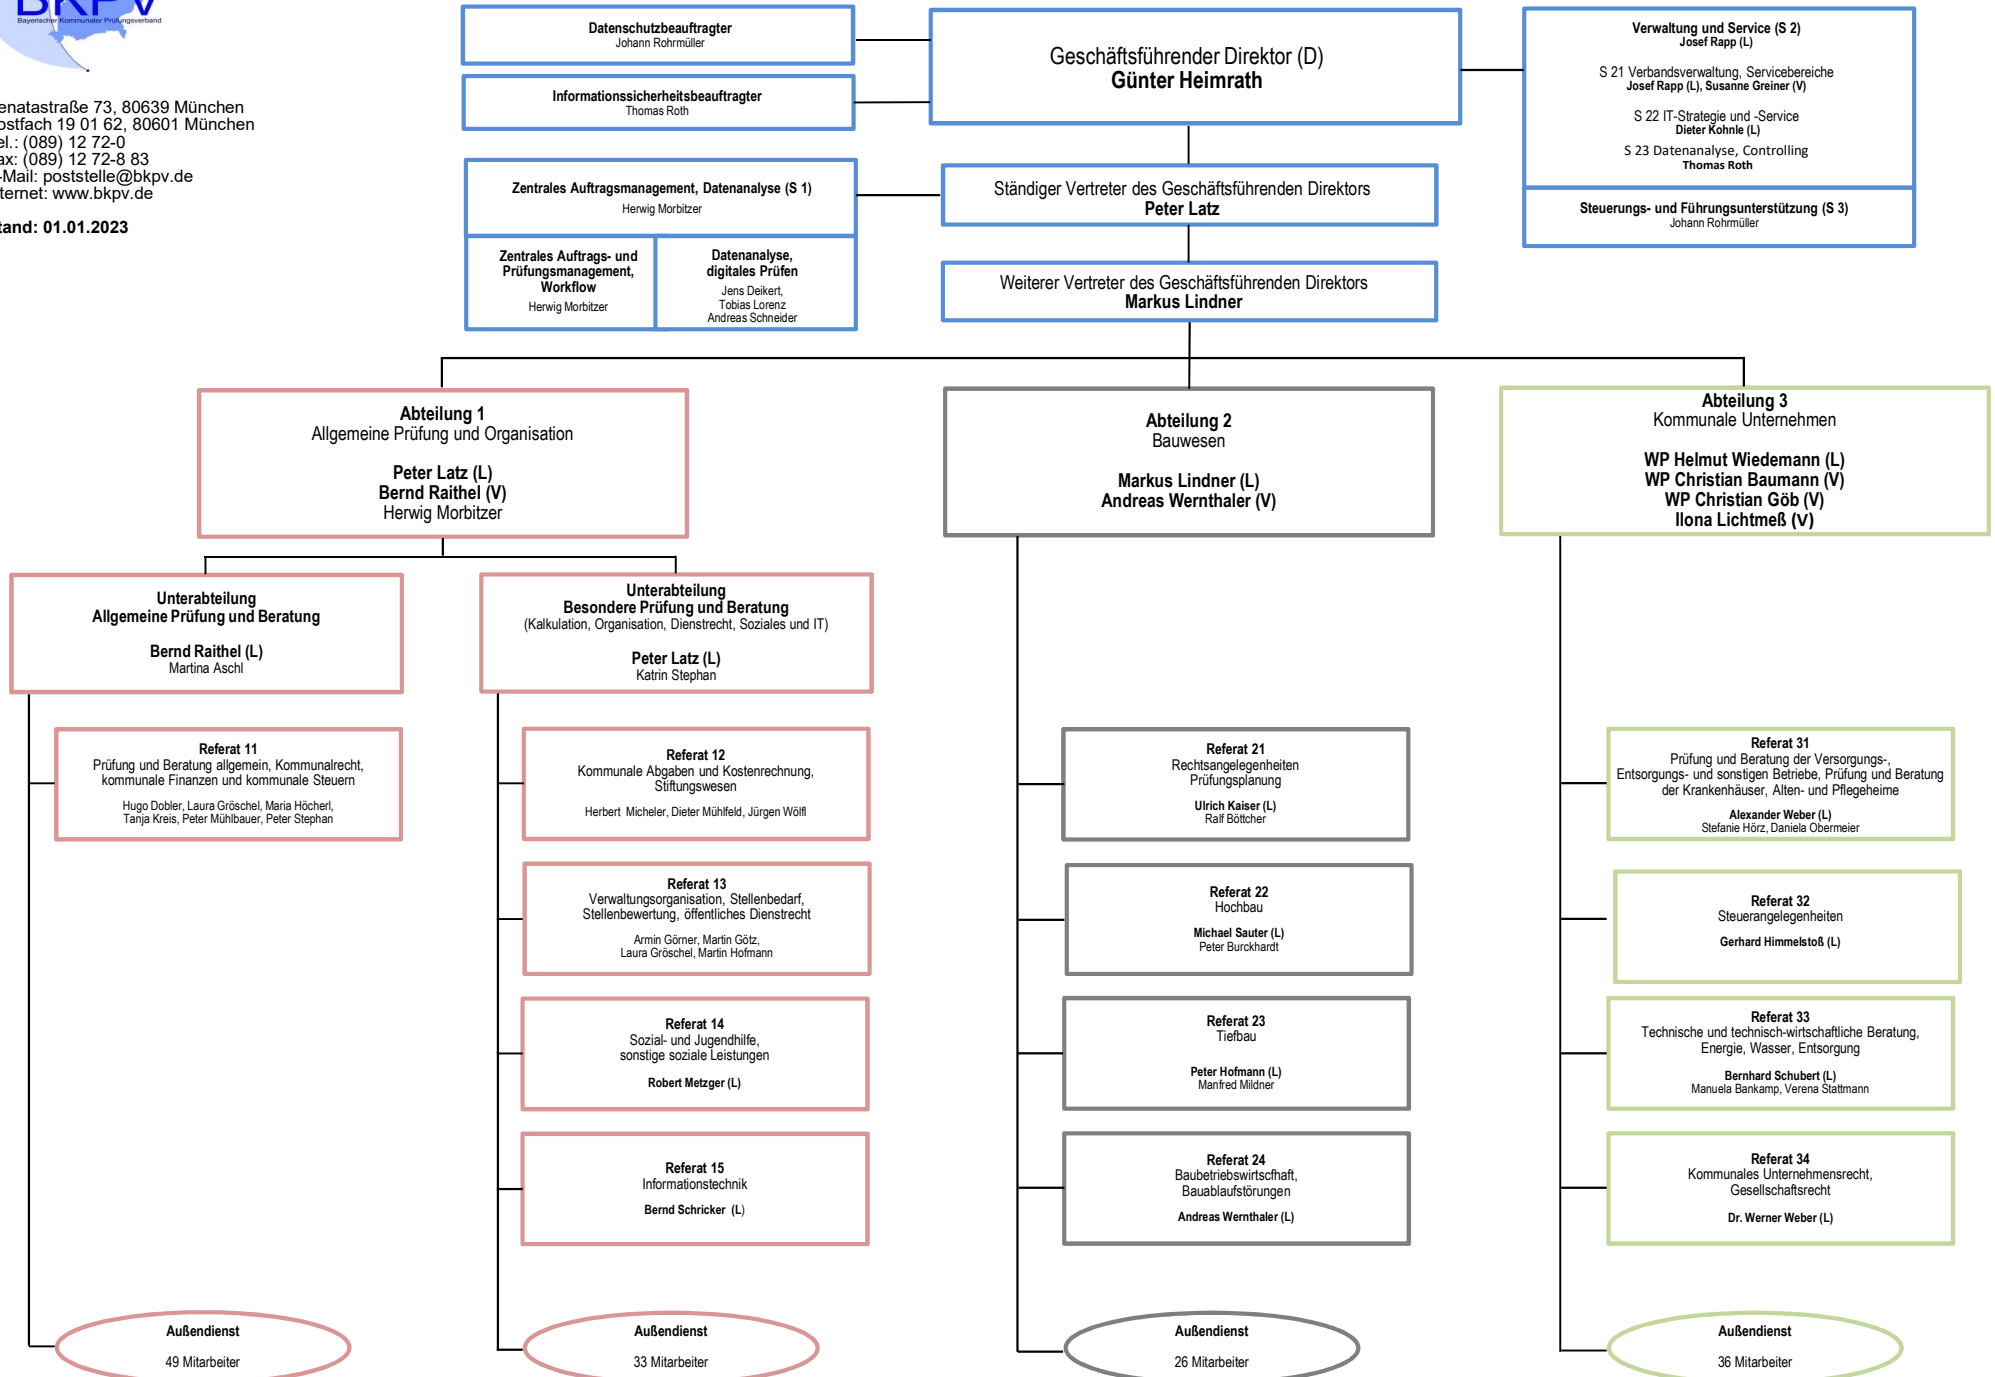 BKPV
Bayerischer Kommunaler Prüfungsverband
enatastraße 73, 80639 München
ostfach 19 01 62, 80601 München
el.: (089) 12 72-0
ax: (089) 12 72-8 83
-Mail: poststelle@bkpv.de
ternet: www.bkpv.de
tand: 01.01.2023
Datenschutzbeauftragter
Johann Rohrmüller
Informationssicherheitsbeauftragter
Thomas Roth
Geschäftsführender Direktor (D)
Günter Heimrath
Verwaltung und Service (S 2)
Josef Rapp (L)
S 21 Verbandsverwaltung, Servicebereiche
Josef Rapp (L), Susanne Greiner (V)
S 22 IT-Strategie und -Service
Dieter Kohnle (L)
S 23 Datenanalyse, Controlling
Thomas Roth
Steuerungs- und Führungsunterstützung (S 3)
Johann Rohrmüller
Zentrales Auftragsmanagement, Datenanalyse (S 1)
Herwig Morbitzer
Zentrales Auftrags- und
Prüfungsmanagement,
Workflow
Herwig Morbitzer
Datenanalyse,
digitales Prüfen
Jens Deikert,
Tobias Lorenz
Andreas Schneider
Ständiger Vertreter des Geschäftsführenden Direktors
Peter Latz
Weiterer Vertreter des Geschäftsführenden Direktors
Markus Lindner
Abteilung 1
Allgemeine Prüfung und Organisation
Peter Latz (L)
Bernd Raithel (V)
Herwig Morbitzer
Abteilung 2
Bauwesen
Markus Lindner (L)
Andreas Wernthaler (V)
Abteilung 3
Kommunale Unternehmen
WP Helmut Wiedemann (L)
WP Christian Baumann (V)
WP Christian Göb (V)
Ilona Lichtmeß (V)
Unterabteilung
Allgemeine Prüfung und Beratung
Bernd Raithel (L)
Martina Aschl
Unterabteilung
Besondere Prüfung und Beratung
(Kalkulation, Organisation, Dienstrecht, Soziales und IT)
Peter Latz (L)
Katrin Stephan
Referat 11
Prüfung und Beratung allgemein, Kommunalrecht,
kommunale Finanzen und kommunale Steuern
Hugo Dobler, Laura Gröschel, Maria Höcherl,
Tanja Kreis, Peter Mühlbauer, Peter Stephan
Referat 12
Kommunale Abgaben und Kostenrechnung,
Stiftungswesen
Herbert Micheler, Dieter Mühlfeld, Jürgen Wölfl
Referat 13
Verwaltungsorganisation, Stellenbedarf,
Stellenbewertung, öffentliches Dienstrecht
Armin Görner, Martin Götz,
Laura Gröschel, Martin Hofmann
Referat 14
Sozial- und Jugendhilfe,
sonstige soziale Leistungen
Robert Metzger (L)
Referat 15
Informationstechnik
Bernd Schricker (L)
Referat 21
Rechtsangelegenheiten
Prüfungsplanung
Ulrich Kaiser (L)
Ralf Böttcher
Referat 22
Hochbau
Michael Sauter (L)
Peter Burckhardt
Referat 23
Tiefbau
Peter Hofmann (L)
Manfred Mildner
Referat 24
Baubetriebswirtscfhaft,
Bauablaufstörungen
Andreas Wernthaler (L)
Referat 31
Prüfung und Beratung der Versorgungs-,
Entsorgungs- und sonstigen Betriebe, Prüfung und Beratung
der Krankenhäuser, Alten- und Pflegeheime
Alexander Weber (L)
Stefanie Hörz, Daniela Obermeier
Referat 32
Steuerangelegenheiten
Gerhard Himmelstoß (L)
Referat 33
Technische und technisch-wirtschaftliche Beratung,
Energie, Wasser, Entsorgung
Bernhard Schubert (L)
Manuela Bankamp, Verena Stattmann
Referat 34
Kommunales Unternehmensrecht,
Gesellschaftsrecht
Dr. Werner Weber (L)
Außendienst
49 Mitarbeiter
Außendienst
33 Mitarbeiter
Außendienst
26 Mitarbeiter
Außendienst
36 Mitarbeiter